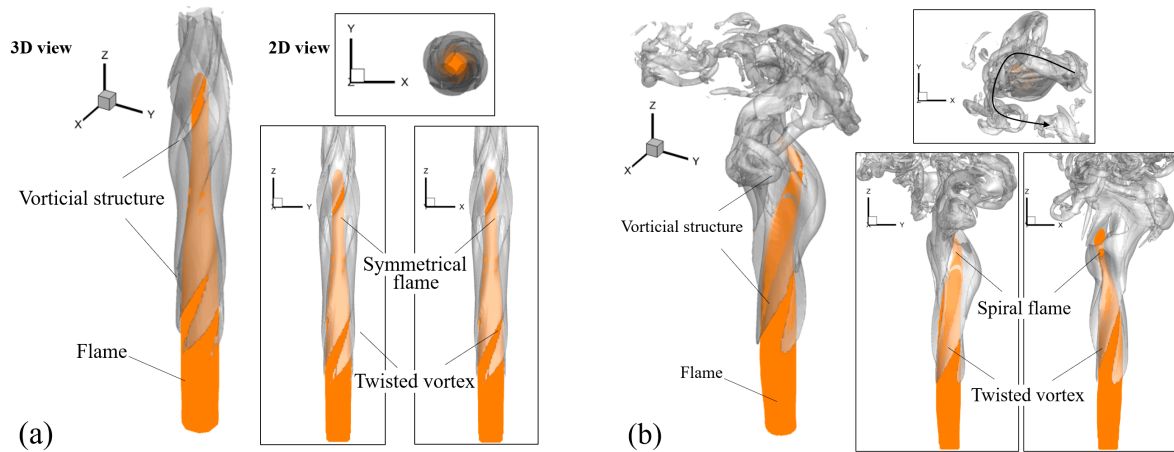 3D view
Z
X
Y
Vorticial structure
Flame
(a)
2D view
Y
Z
X
Z
X
Y
Z
Y
X
Symmetrical
flame
Twisted vortex
Z
X
Y
Vorticial structure
Flame
(b)
Y
Z
X
Z
X
Y
Z
Y
X
Spiral flame
Twisted vortex